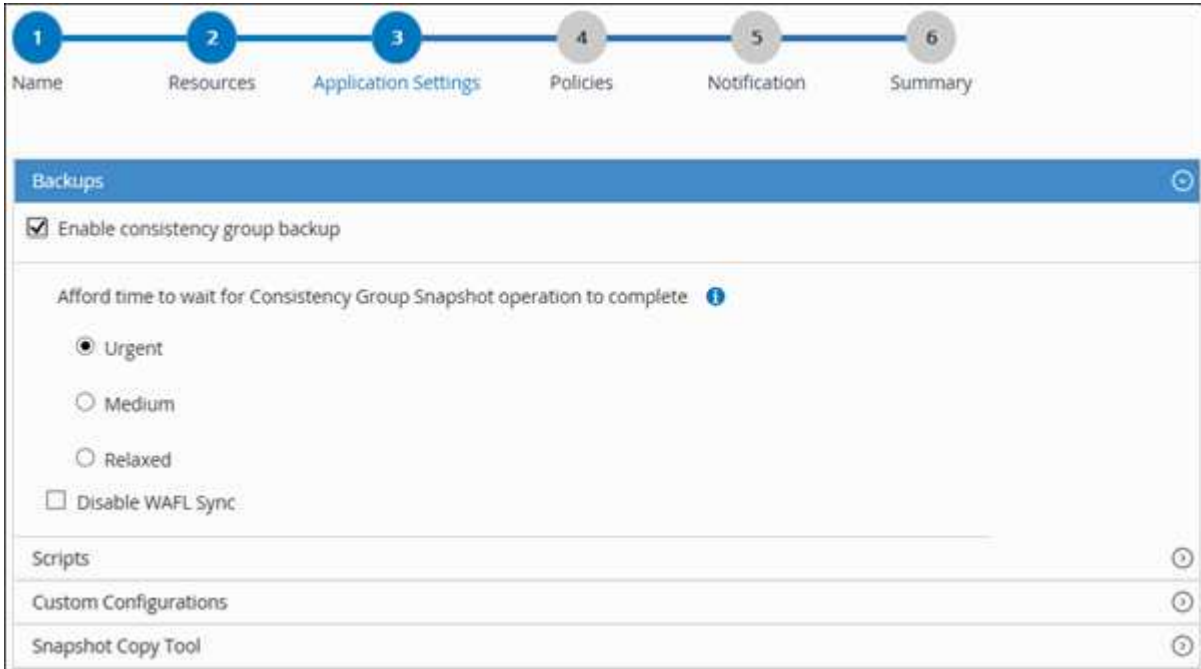 1 2 3 4 5 6
Name Resources Application Settings Policies Notification Summary
Backups
Enable consistency group backup
Afford time to wait for Consistency Group Snapshot operation to complete
Urgent
Medium
Relaxed
Disable WAFL Sync
Scripts
Custom Configurations
Snapshot Copy Tool